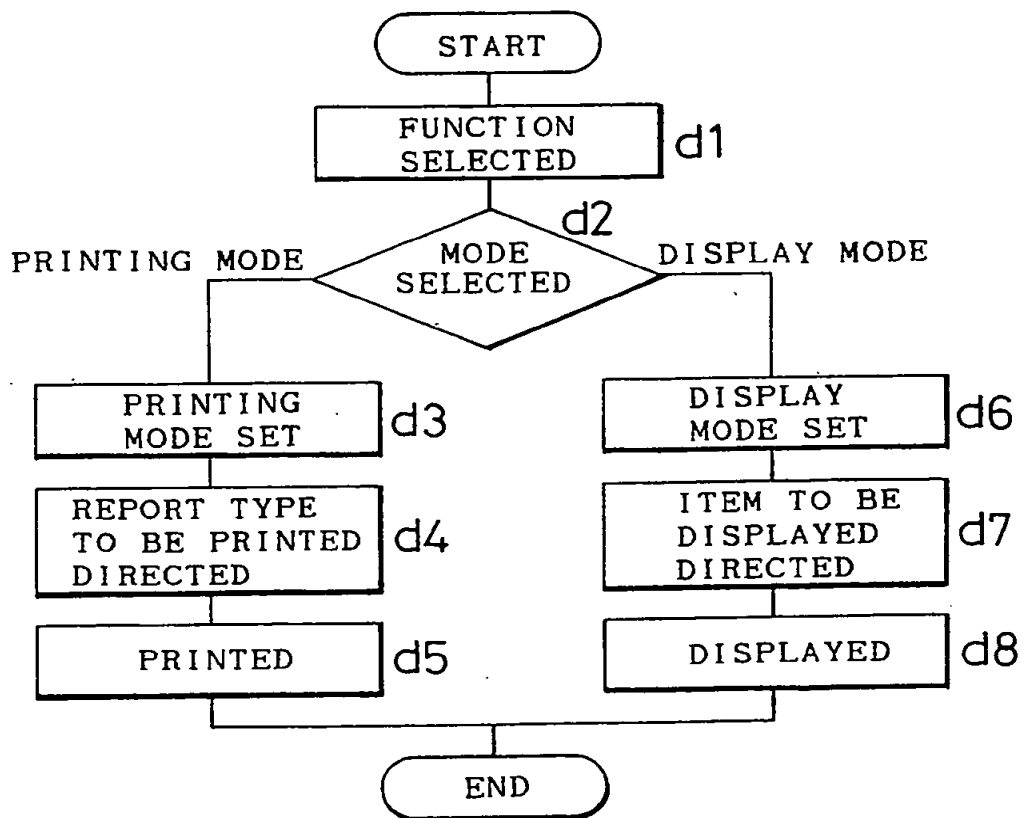 START
FUNCTION
SELECTED
d1
d2
MODE
SELECTED
PRINTING MODE
DISPLAY MODE
PRINTING
MODE SET
d3
REPORT TYPE
TO BE PRINTED
DIRECTED
d4
PRINTED
d5
DISPLAY
MODE SET
d6
ITEM TO BE
DISPLAYED
DIRECTED
d7
DISPLAYED
d8
END